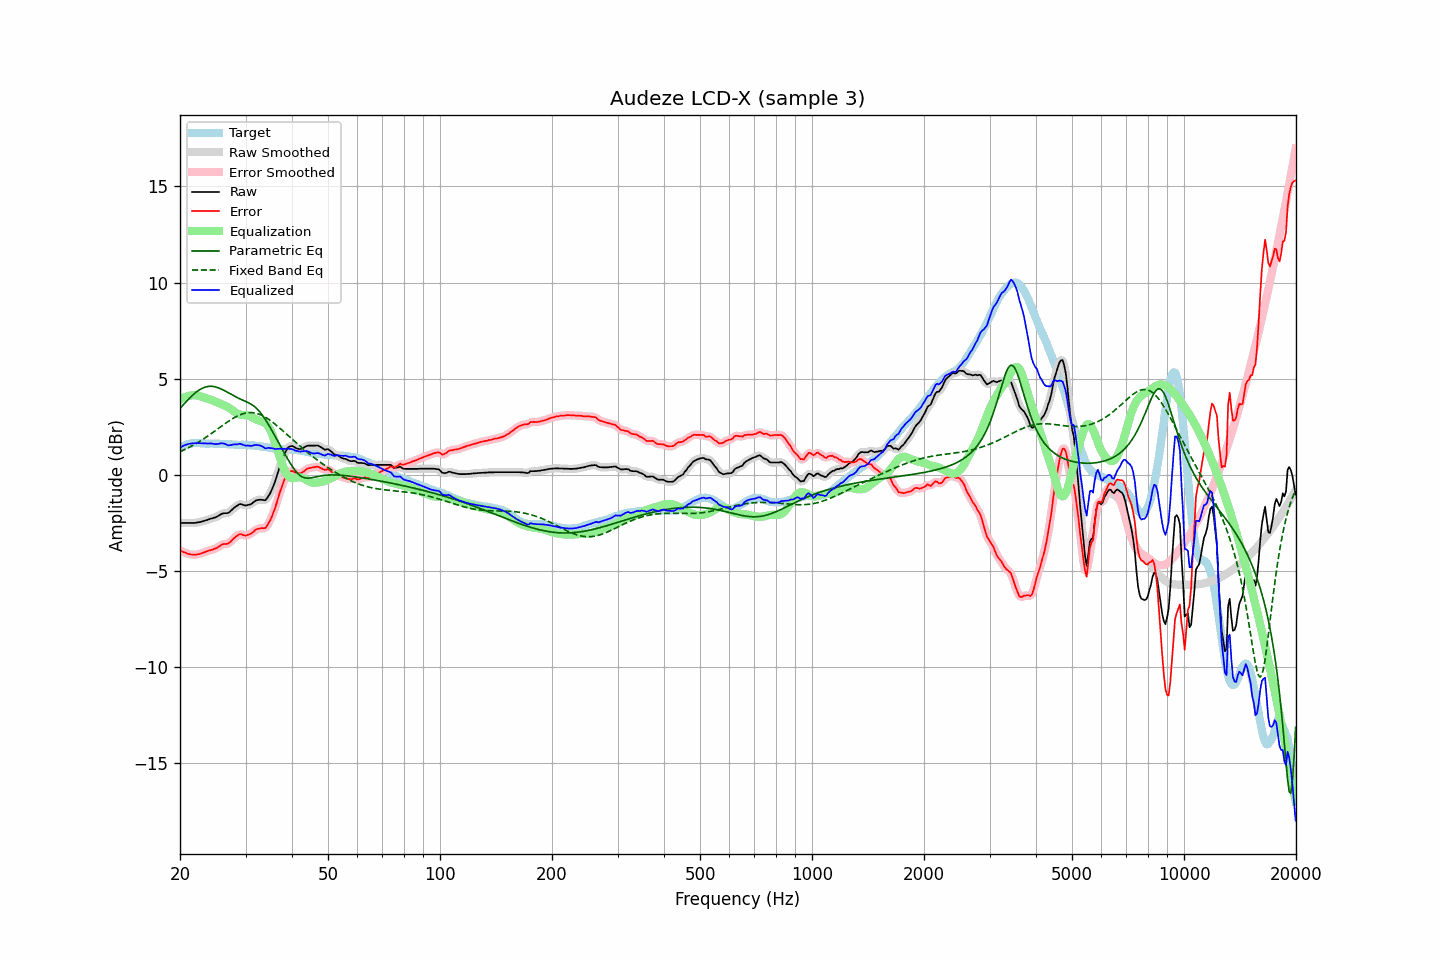 Audeze LCD-X (sample 3)
Target
Raw Smoothed
Error Smoothed
Raw
Error
Equalization
Parametric Eq
Fixed Band Eq
Equalized
Amplitude (dBr)
15
10
5
0
−5
−10
−15
20 50 100 200 500 1000 2000 5000 10000 20000
Frequency (Hz)